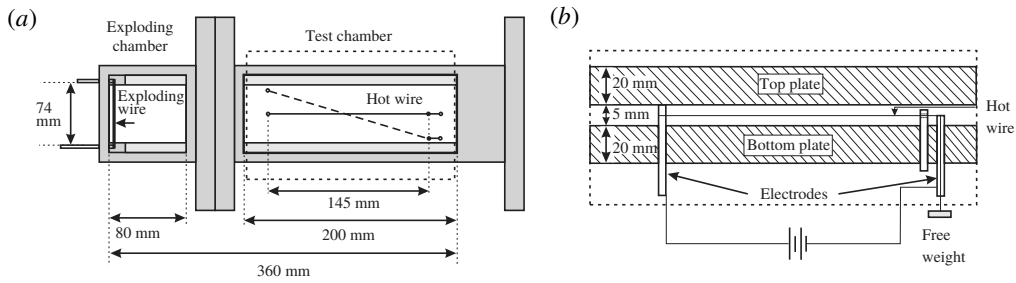 (a)
Exploding
chamber
Test chamber
74
mm
Exploding
wire
Hot wire
145 mm
80 mm
200 mm
360 mm
(b)
20 mm
Top plate
5 mm
Hot
wire
20 mm
Bottom plate
Electrodes
Free
weight